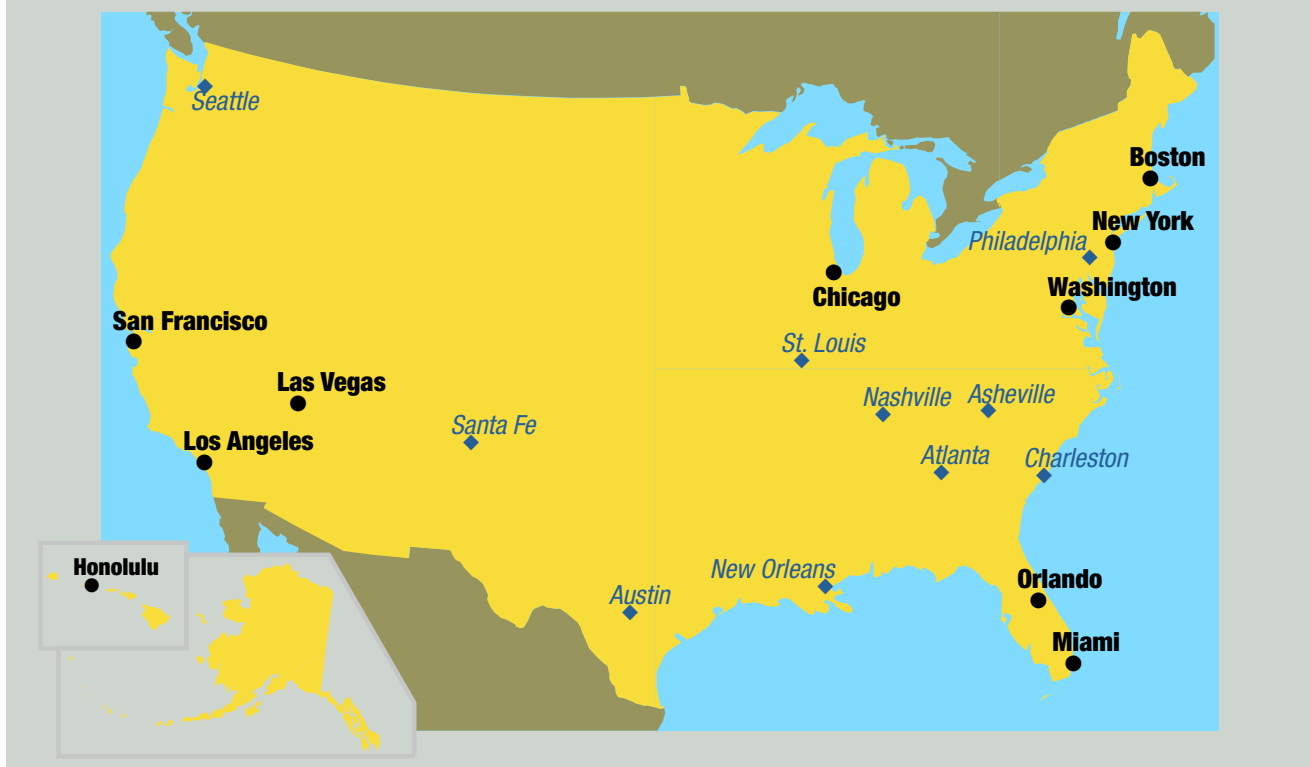 Seattle
Boston
New York
Philadelphia
Washington
Chicago
San Francisco
St. Louis
Las Vegas
Nashville
Asheville
Santa Fe
Los Angeles
Atlanta
Charleston
Honolulu
New Orleans
Orlando
Austin
Miami